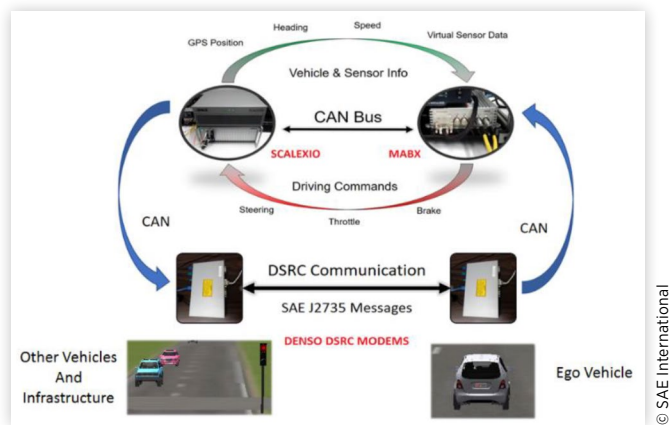 Heading
Speed
GPS Position
Virtual Sensor Data
Vehicle & Sensor Info
CAN Bus
SCALEXIO
MABX
Driving Commands
Steering
Throttle
Brake
CAN
CAN
DSRC Communication
SAE J2735 Messages
DENSO DSRC MODEMS
Other Vehicles
And
Infrastructure
Ego Vehicle
© SAE International